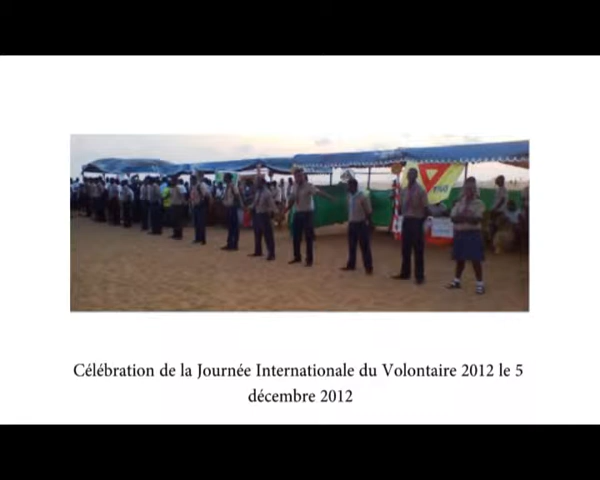 Célébration de la Journée Internationale du Volontaire 2012 le 5
décembre 2012